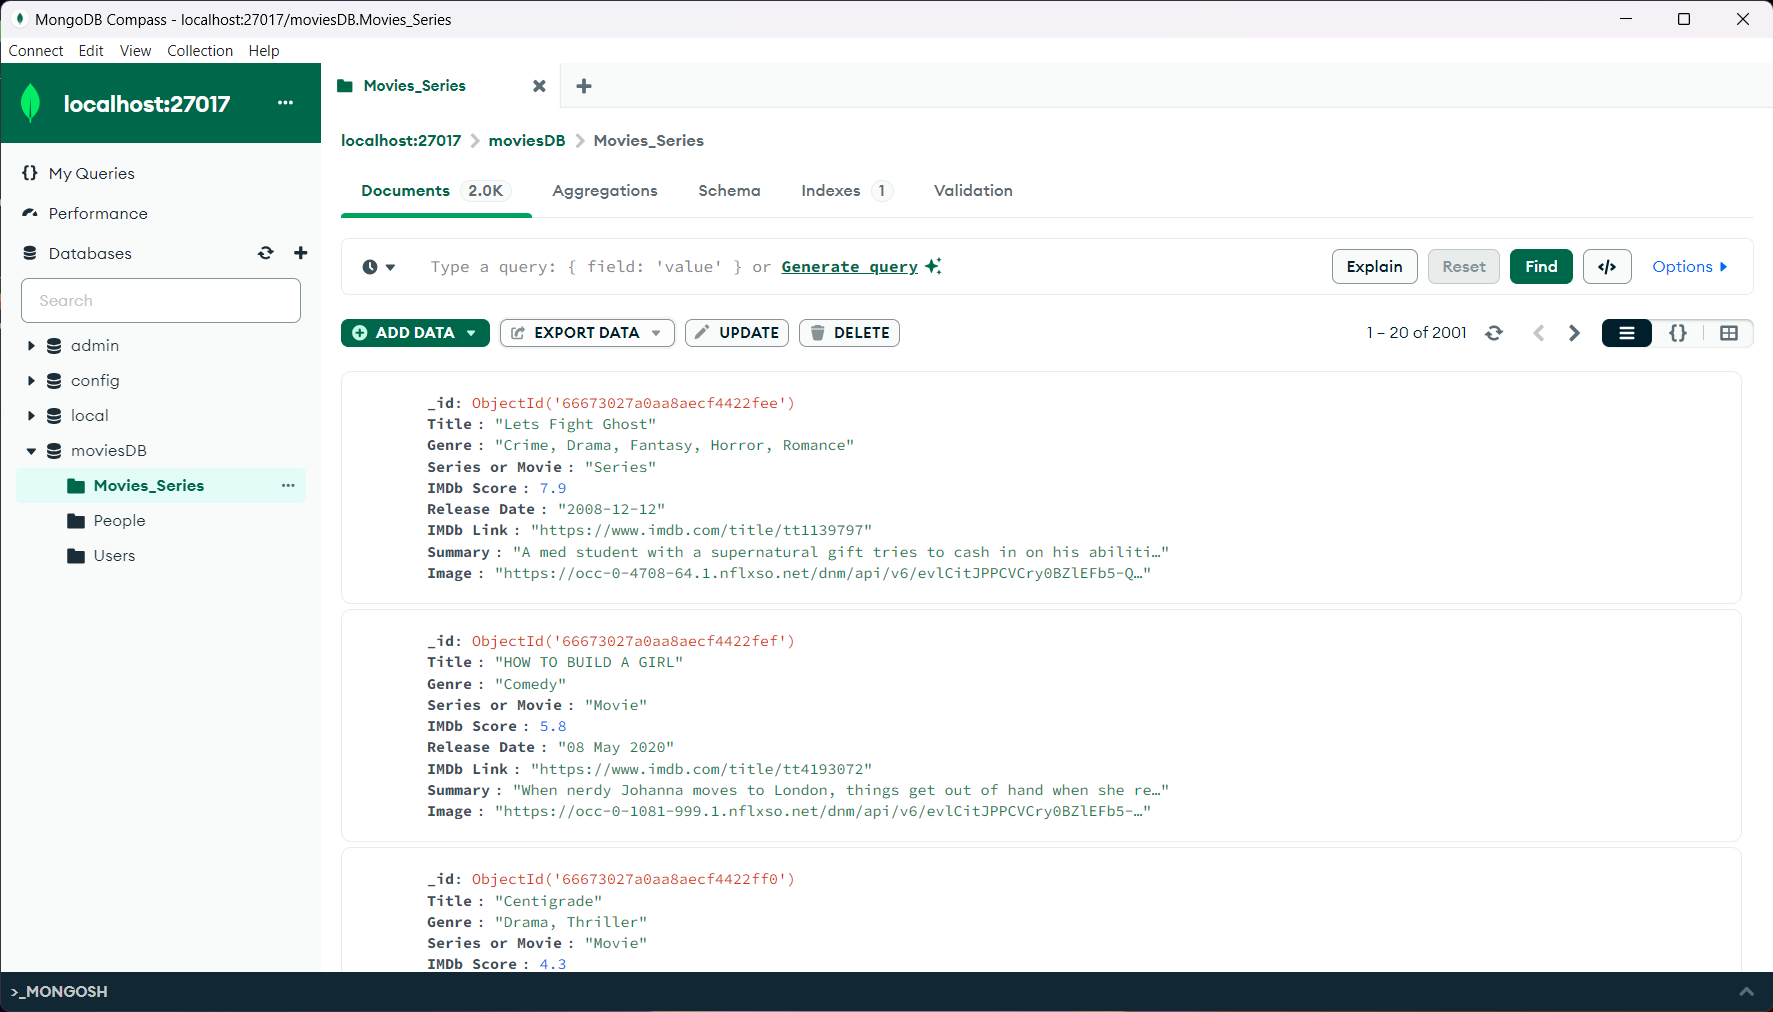 MongoDB Compass - localhost:27017/moviesDB.Movies_Series
Connect Edit View Collection Help
localhost:27017 ...
My Queries
Performance
Databases
Search
admin
config
local
moviesDB
Movies_Series ...
People
Users
Movies_Series
localhost:27017 > moviesDB > Movies_Series
Documents 2.0K Aggregations Schema Indexes 1 Validation
Type a query: { field: 'value' } or Generate query
Explain Reset Find </> Options
ADD DATA EXPORT DATA UPDATE DELETE
1 – 20 of 2001 {}
_id: ObjectId('66673027a0aa8aecf4422fee')
Title : "Lets Fight Ghost"
Genre : "Crime, Drama, Fantasy, Horror, Romance"
Series or Movie : "Series"
IMDb Score : 7.9
Release Date : "2008-12-12"
IMDb Link : "https://www.imdb.com/title/tt1139797"
Summary : "A med student with a supernatural gift tries to cash in on his abiliti…"
Image : "https://occ-0-4708-64.1.nflxso.net/dnm/api/v6/evlCitJPPCVCry0BZlEFb5-Q…"
_id: ObjectId('66673027a0aa8aecf4422fef')
Title : "HOW TO BUILD A GIRL"
Genre : "Comedy"
Series or Movie : "Movie"
IMDb Score : 5.8
Release Date : "08 May 2020"
IMDb Link : "https://www.imdb.com/title/tt4193072"
Summary : "When nerdy Johanna moves to London, things get out of hand when she re…"
Image : "https://occ-0-1081-999.1.nflxso.net/dnm/api/v6/evlCitJPPCVCry0BZlEFb5-…"
_id: ObjectId('66673027a0aa8aecf4422ff0')
Title : "Centigrade"
Genre : "Drama, Thriller"
Series or Movie : "Movie"
IMDb Score : 4.3
>_MONGOSH